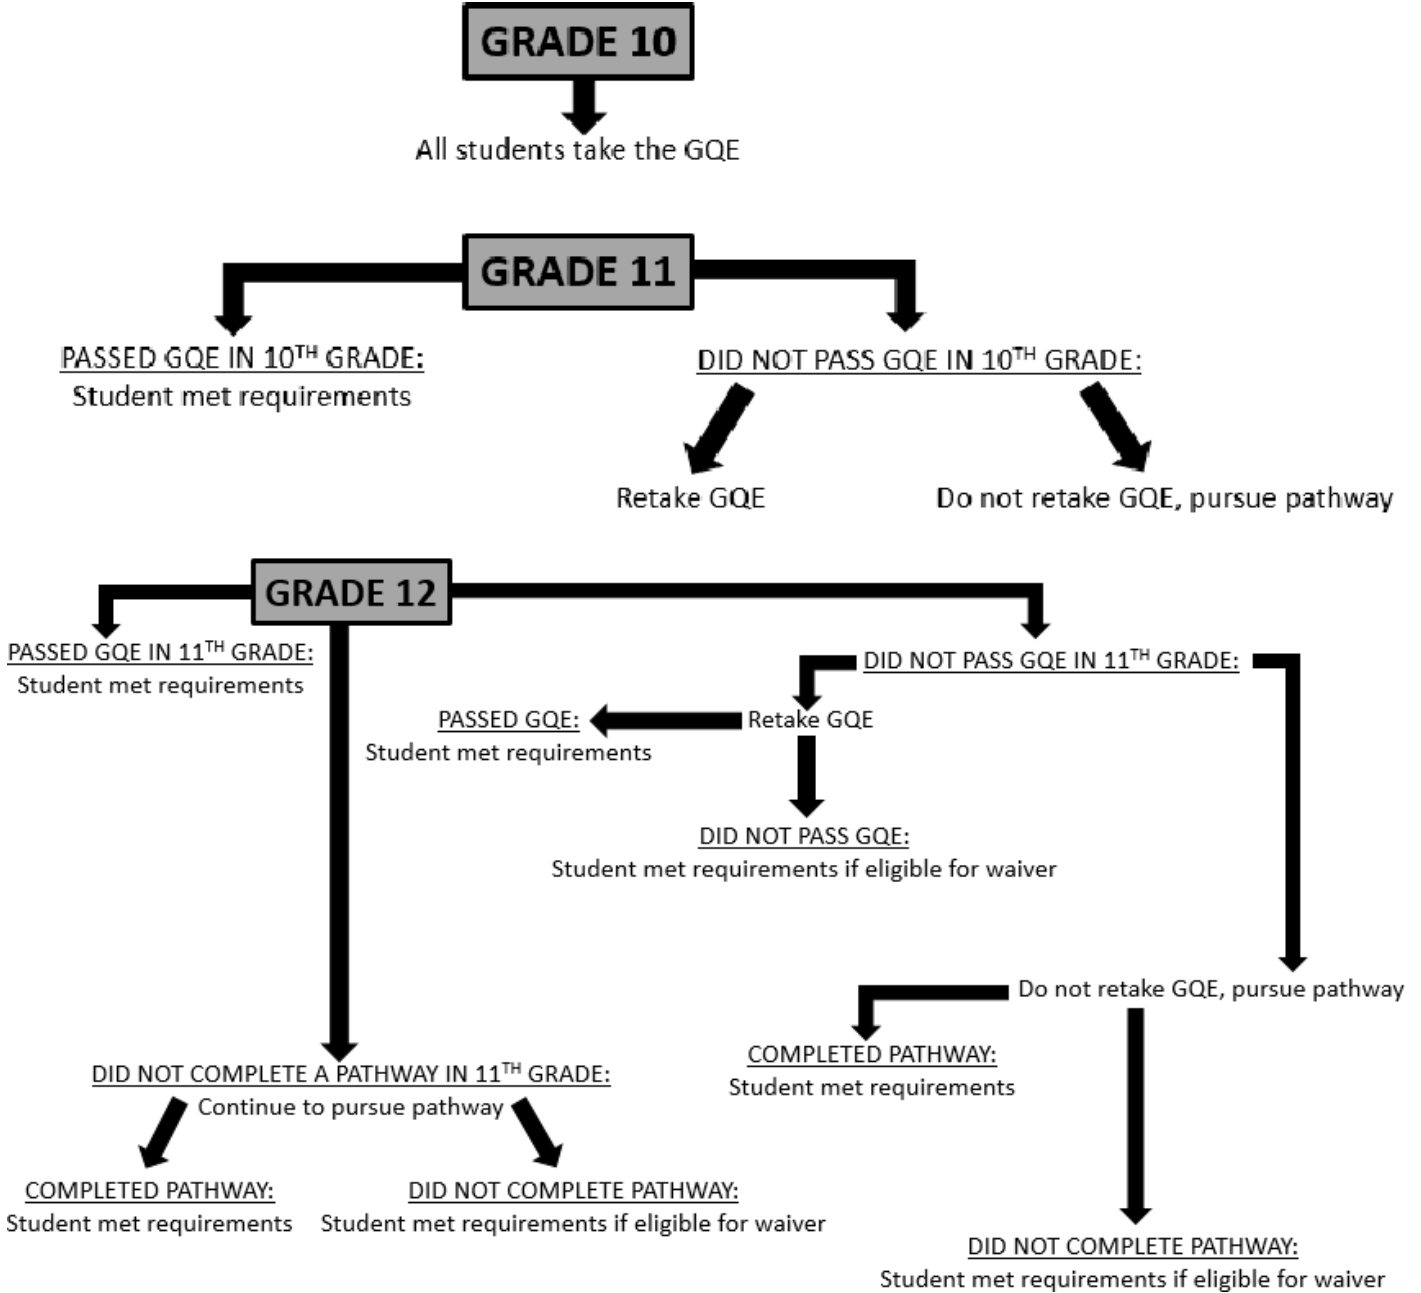 GRADE 10
All students take the GQE
GRADE 11
PASSED GQE IN 10TH GRADE:
Student met requirements
DID NOT PASS GQE IN 10TH GRADE:
Retake GQE
Do not retake GQE, pursue pathway
GRADE 12
PASSED GQE IN 11TH GRADE:
Student met requirements
DID NOT PASS GQE IN 11TH GRADE:
Retake GQE
PASSED GQE:
Student met requirements
DID NOT PASS GQE:
Student met requirements if eligible for waiver
Do not retake GQE, pursue pathway
COMPLETED PATHWAY:
Student met requirements
DID NOT COMPLETE PATHWAY:
Student met requirements if eligible for waiver
DID NOT COMPLETE A PATHWAY IN 11TH GRADE:
Continue to pursue pathway
COMPLETED PATHWAY:
Student met requirements
DID NOT COMPLETE PATHWAY:
Student met requirements if eligible for waiver